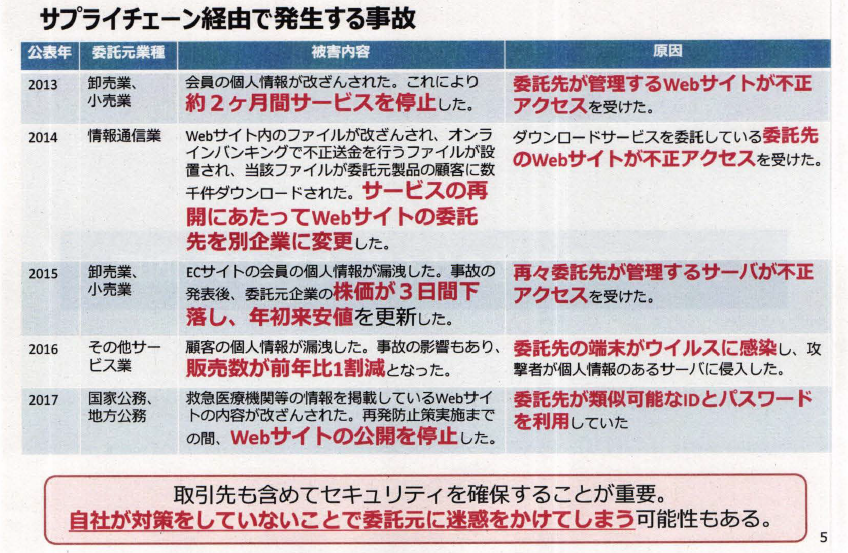 サプライチェーン経由で発生する事故
公表年 委託元業種 被害内容 原因
2013
卸売業、
小売業
会員の個人情報が改ざんされた。これにより
約２ヶ月間サービスを停止した。
委託先が管理するWebサイトが不正
アクセスを受けた。
2014
情報通信業
Webサイト内のファイルが改ざんされ、オンラ
インバンキングで不正送金を行うファイルが設
置され、当該ファイルが委託元製品の顧客に数
千件ダウンロードされた。サービスの再
開にあたってWebサイトの委託
先を別企業に変更した。
ダウンロードサービスを委託している委託先
のWebサイトが不正アクセスを受けた。
2015
卸売業、
小売業
ECサイトの会員の個人情報が漏洩した。事故の
発表後、委託元企業の株価が３日間下
落し、年初来安値を更新した。
再々委託先が管理するサーバが不正
アクセスを受けた。
2016
その他サー
ビス業
顧客の個人情報が漏洩した。事故の影響もあり、
販売数が前年比1割減となった。
委託先の端末がウイルスに感染し、攻
撃者が個人情報のあるサーバに侵入した。
2017
国家公務、
地方公務
救急医療機関等の情報を掲載しているWebサイ
トの内容が改ざんされた。再発防止策実施まで
の間、Webサイトの公開を停止した。
委託先が類似可能なIDとパスワード
を利用していた
取引先も含めてセキュリティを確保することが重要。
自社が対策をしていないことで委託元に迷惑をかけてしまう可能性もある。
5